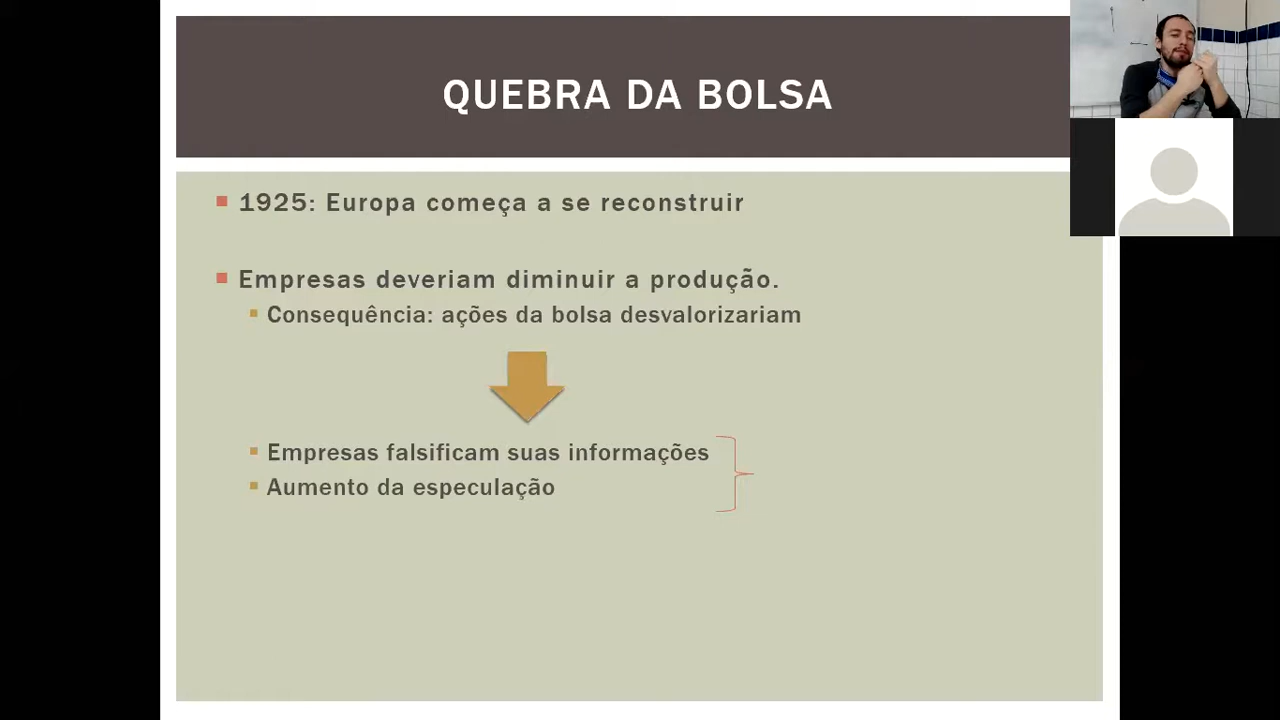 QUEBRA DA BOLSA
1925: Europa começa a se reconstruir
Empresas deveriam diminuir a produção.
Consequência: ações da bolsa desvalorizariam
Empresas falsificam suas informações
Aumento da especulação